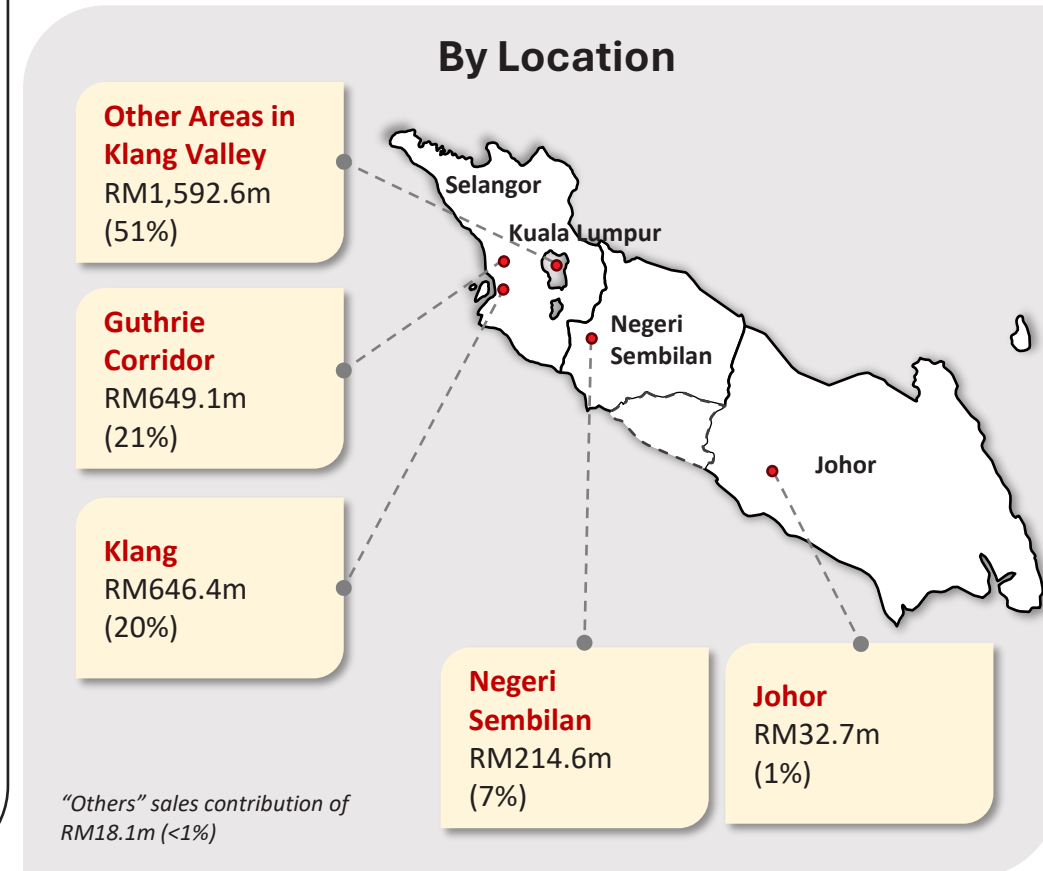 By Location
Other Areas in
Klang Valley
RM1,592.6m
(51%)
Guthrie
Corridor
RM649.1m
(21%)
Klang
RM646.4m
(20%)
Selangor
Kuala Lumpur
Negeri
Sembilan
Johor
Negeri
Sembilan
RM214.6m
(7%)
Johor
RM32.7m
(1%)
“Others” sales contribution of
RM18.1m (<1%)